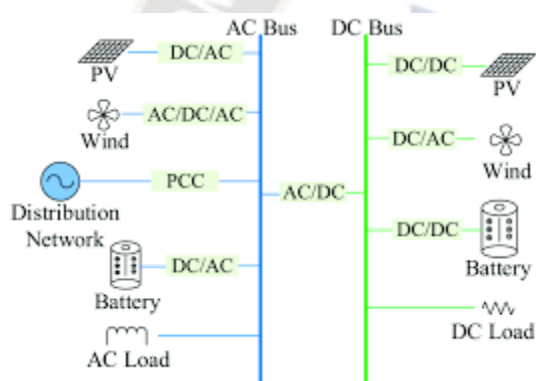 AC Bus
DC Bus
DC/AC
PV
AC/DC/AC
Wind
PCC
Distribution
Network
DC/AC
Battery
AC Load
AC/DC
DC/DC
PV
DC/AC
Wind
DC/DC
Battery
DC Load